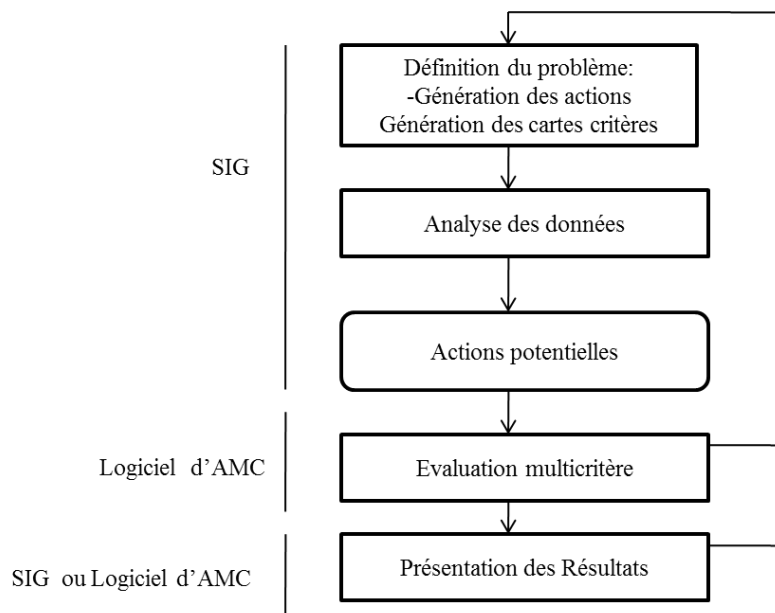 Définition du problème:
-Génération des actions
Génération des cartes critères
SIG
Analyse des données
Actions potentielles
Logiciel d’AMC
Evaluation multicritère
SIG ou Logiciel d’AMC
Présentation des Résultats